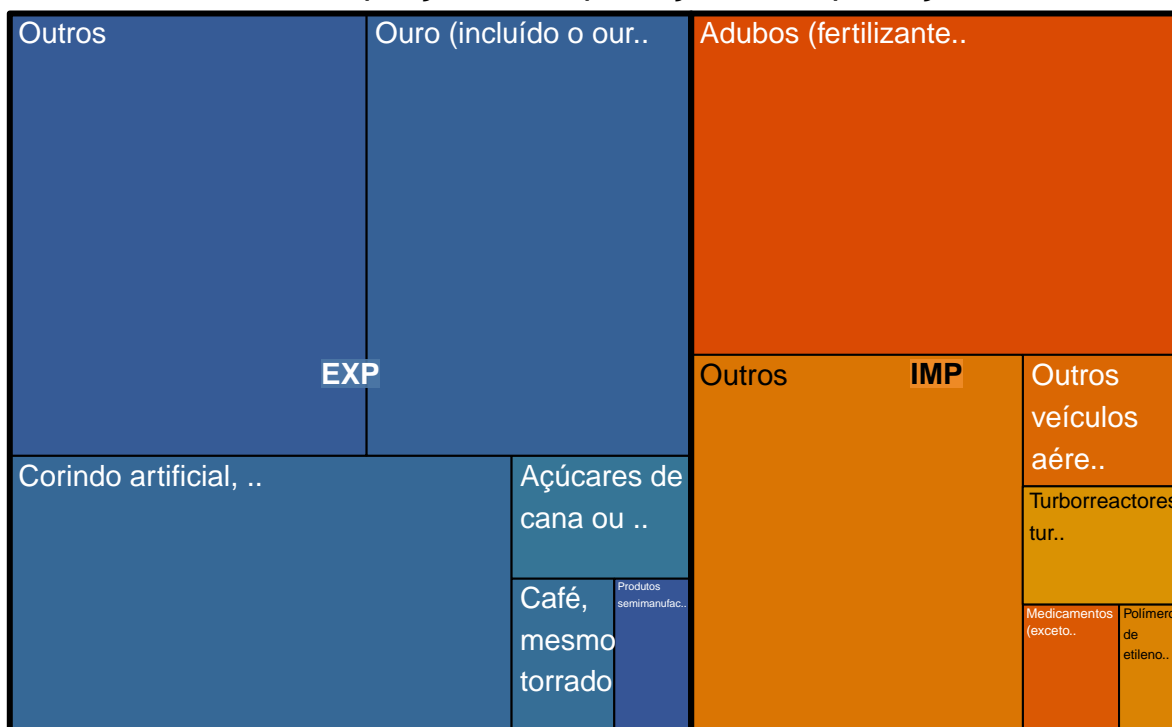 Outros
Ouro (incluído o our..
Adubos (fertilizante..
EXP
Outros
IMP
Outros
veículos
aére..
Corindo artificial, ..
Açúcares de
cana ou ..
Turborreactores
tur..
Café,
mesmo
torrado
Produtos
semimanufac..
Medicamentos
(exceto..
Polímero
de
etileno..